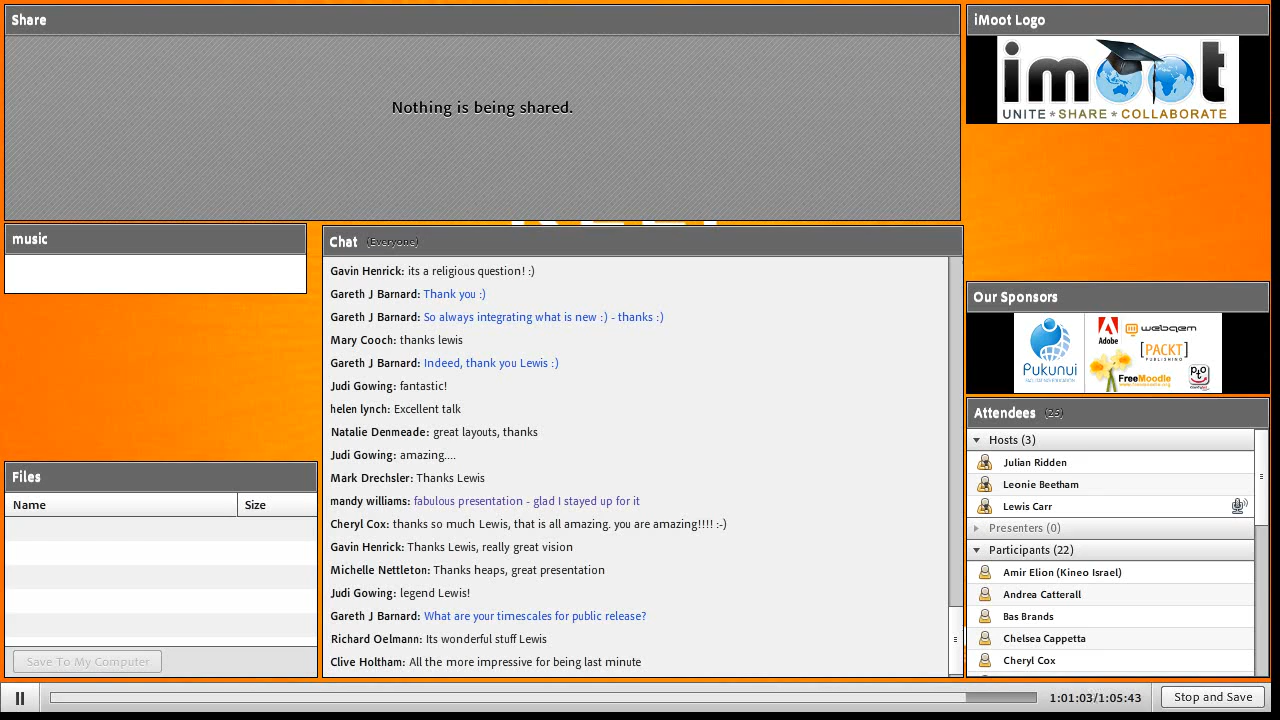 Share
Nothing is being shared.
iMoot Logo
imoot
UNITE * SHARE * COLLABORATE
music
Chat (Everyone)
Gavin Henrick: its a religious question! :)
Gareth J Barnard: Thank you :)
Gareth J Barnard: So always integrating what is new :) - thanks :)
Mary Cooch: thanks lewis
Gareth J Barnard: Indeed, thank you Lewis :)
Judi Gowing: fantastic!
helen lynch: Excellent talk
Natalie Denmeade: great layouts, thanks
Judi Gowing: amazing....
Mark Drechsler: Thanks Lewis
mandy williams: fabulous presentation - glad I stayed up for it
Cheryl Cox: thanks so much Lewis, that is all amazing. you are amazing!!!! :-)
Gavin Henrick: Thanks Lewis, really great vision
Michelle Nettleton: Thanks heaps, great presentation
Judi Gowing: legend Lewis!
Gareth J Barnard: What are your timescales for public release?
Richard Oelmann: Its wonderful stuff Lewis
Clive Holtham: All the more impressive for being last minute
Files
Name Size
Save To My Computer
Our Sponsors
Pukunui
Adobe
webqem
[PACKT]
PUBLISHING
FreeMoodle
Attendees (25)
Hosts (3)
Julian Ridden
Leonie Beetham
Lewis Carr
Presenters (0)
Participants (22)
Amir Elion (Kineo Israel)
Andrea Catterall
Bas Brands
Chelsea Cappetta
Cheryl Cox
1:01:03/1:05:43
Stop and Save